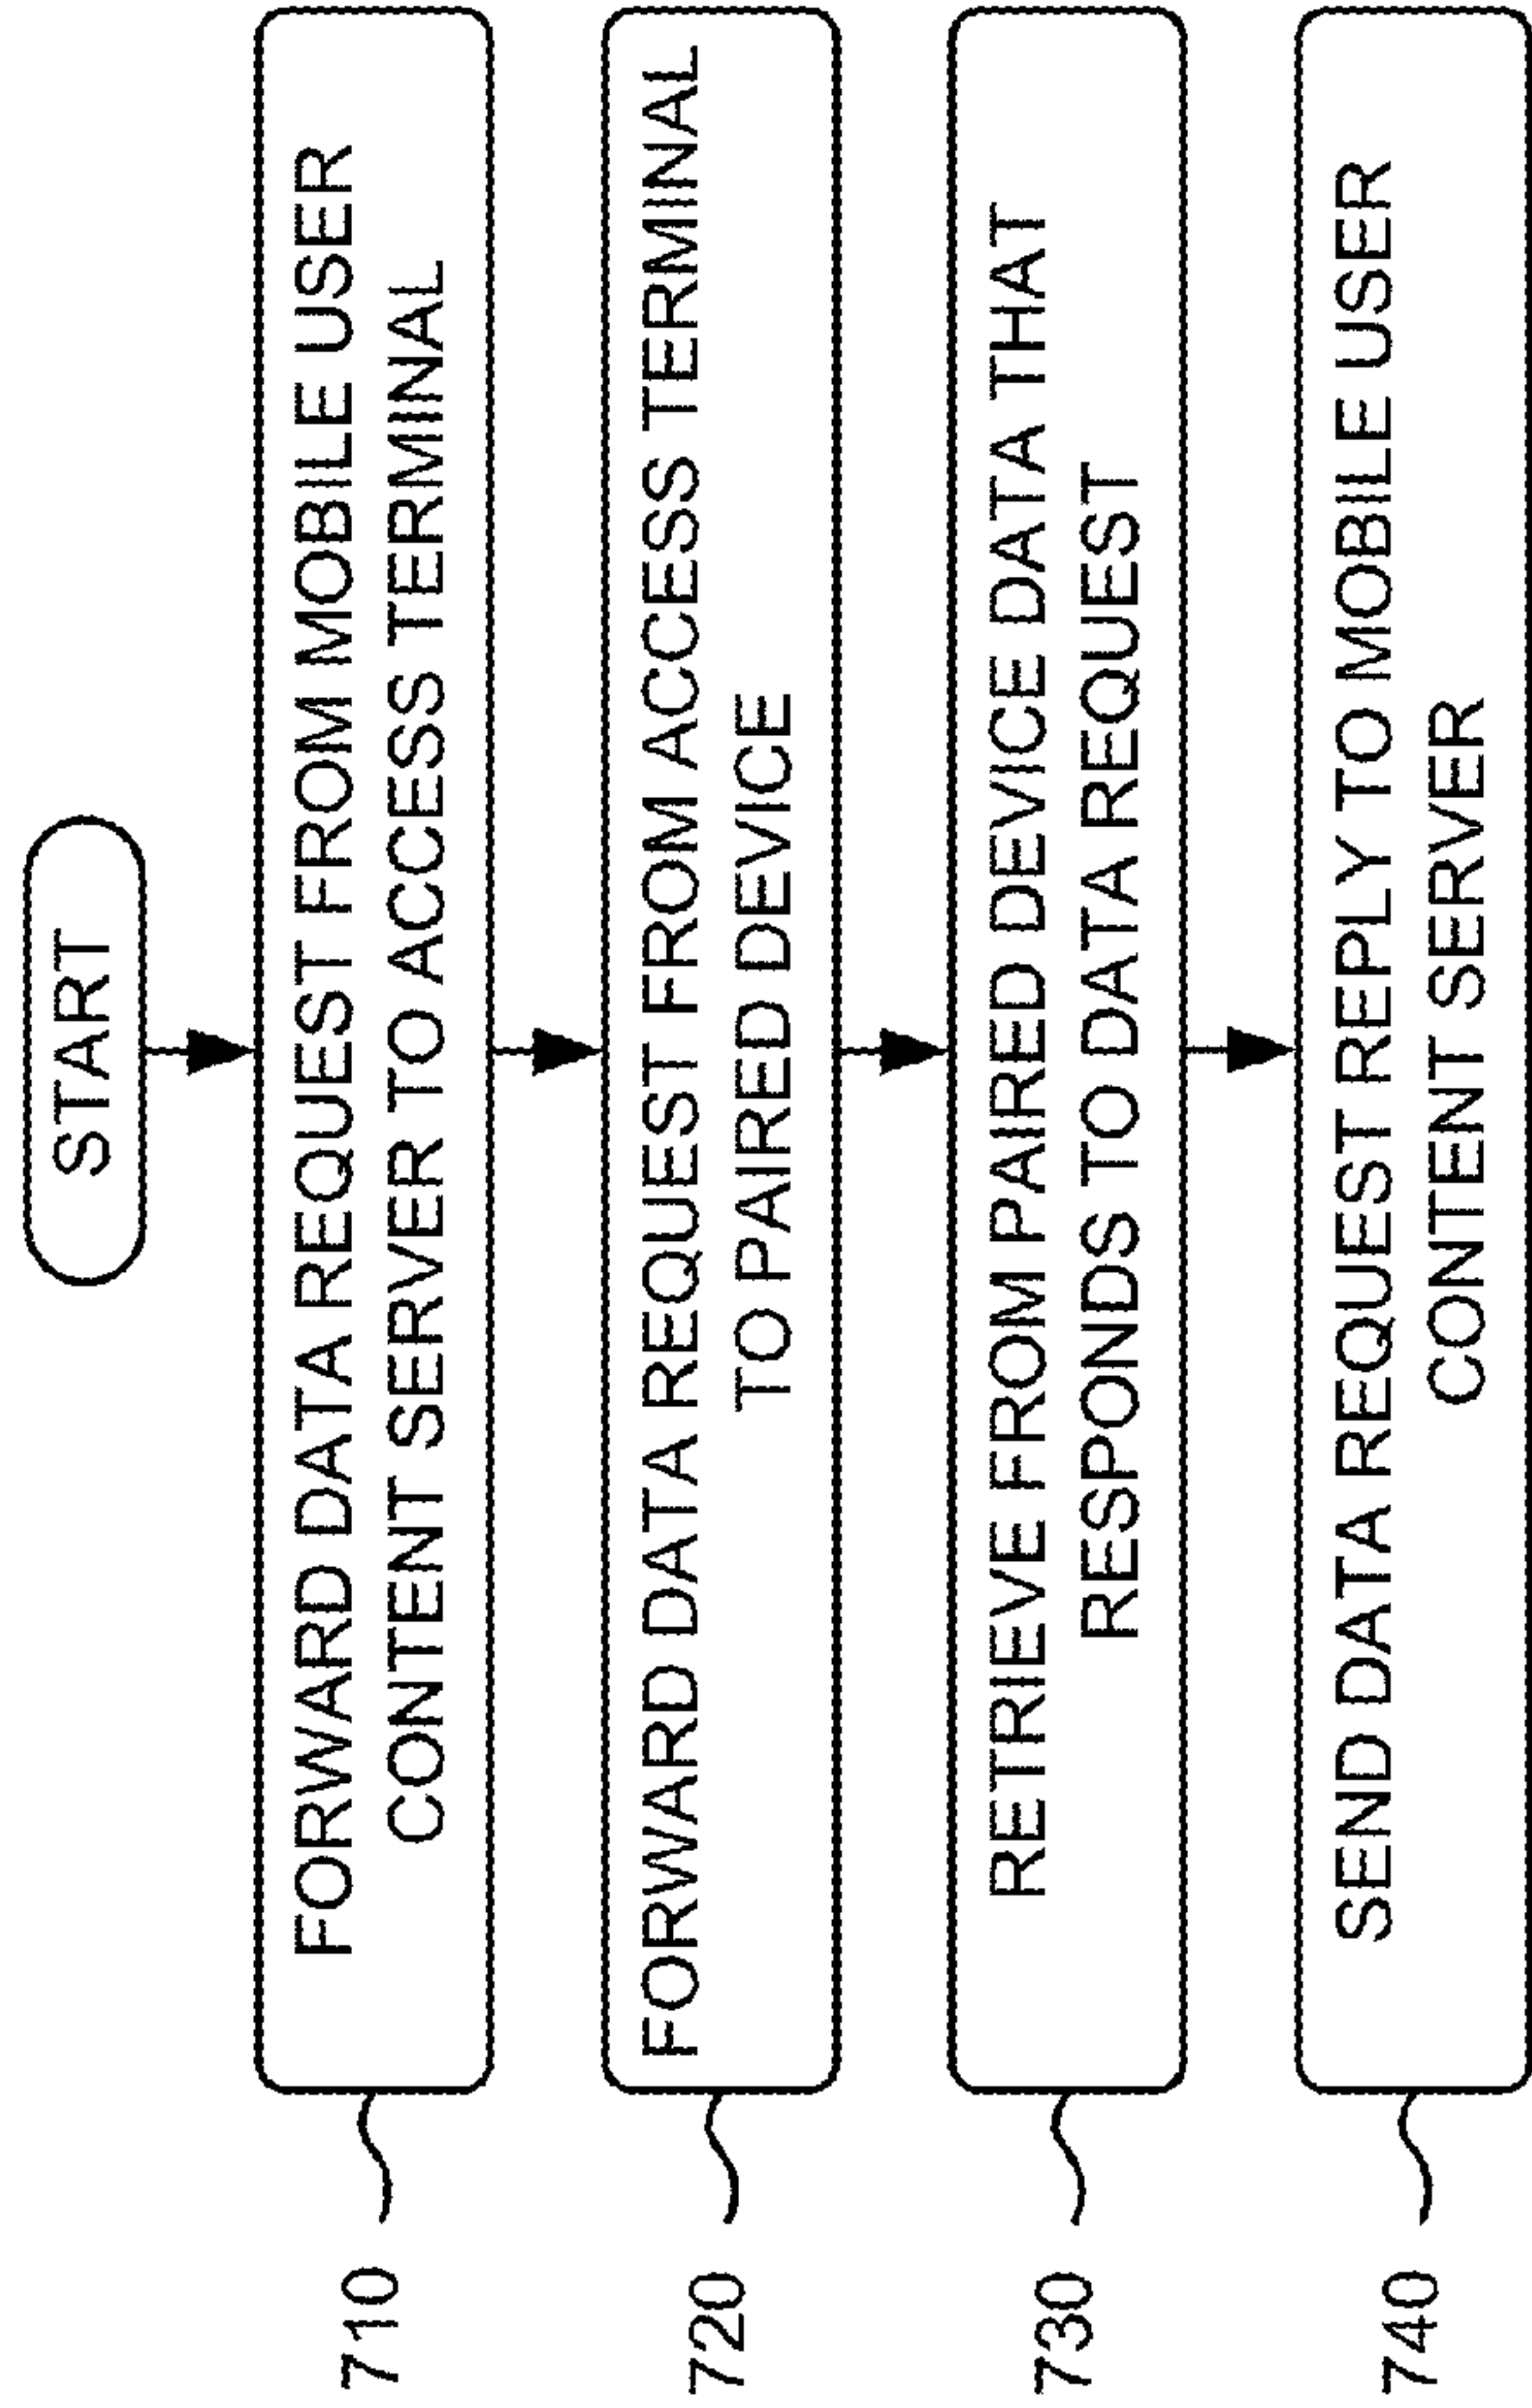 START
710
FORWARD DATA REQUEST FROM MOBILE USER
CONTENT SERVER TO ACCESS TERMINAL
720
FORWARD DATA REQUEST FROM ACCESS TERMINAL
TO PAIRED DEVICE
730
RETRIEVE FROM PAIRED DEVICE DATA THAT
RESPONDS TO DATA REQUEST
740
SEND DATA REQUEST REPLY TO MOBILE USER
CONTENT SERVER